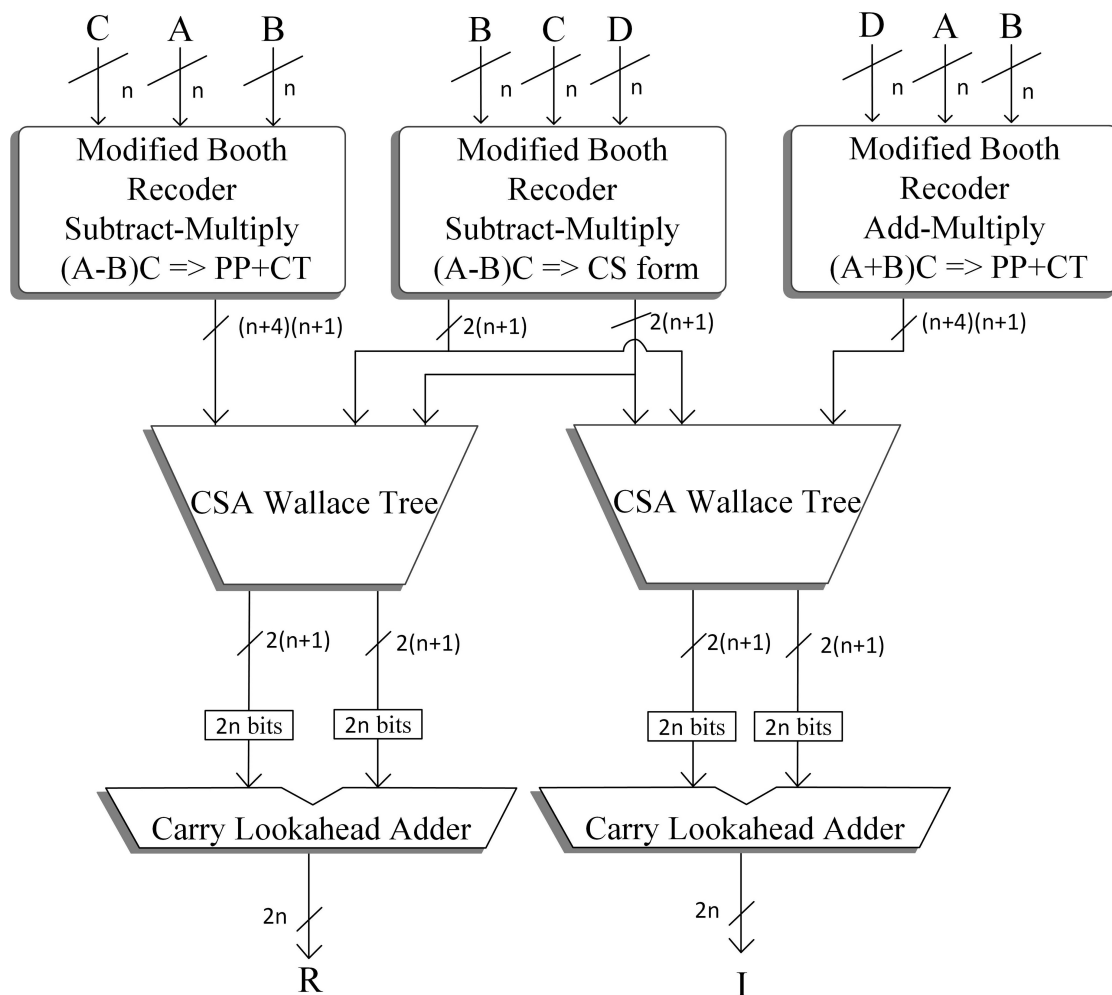 C A B
B C D
D A B
n n n
n n n
n n n
Modified Booth
Recoder
Subtract-Multiply
(A-B)C => PP+CT
Modified Booth
Recoder
Subtract-Multiply
(A-B)C => CS form
Modified Booth
Recoder
Add-Multiply
(A+B)C => PP+CT
(n+4)(n+1)
2(n+1)
2(n+1)
(n+4)(n+1)
CSA Wallace Tree
CSA Wallace Tree
2(n+1)
2(n+1)
2(n+1)
2(n+1)
2n bits
2n bits
2n bits
2n bits
Carry Lookahead Adder
Carry Lookahead Adder
2n
2n
R
I